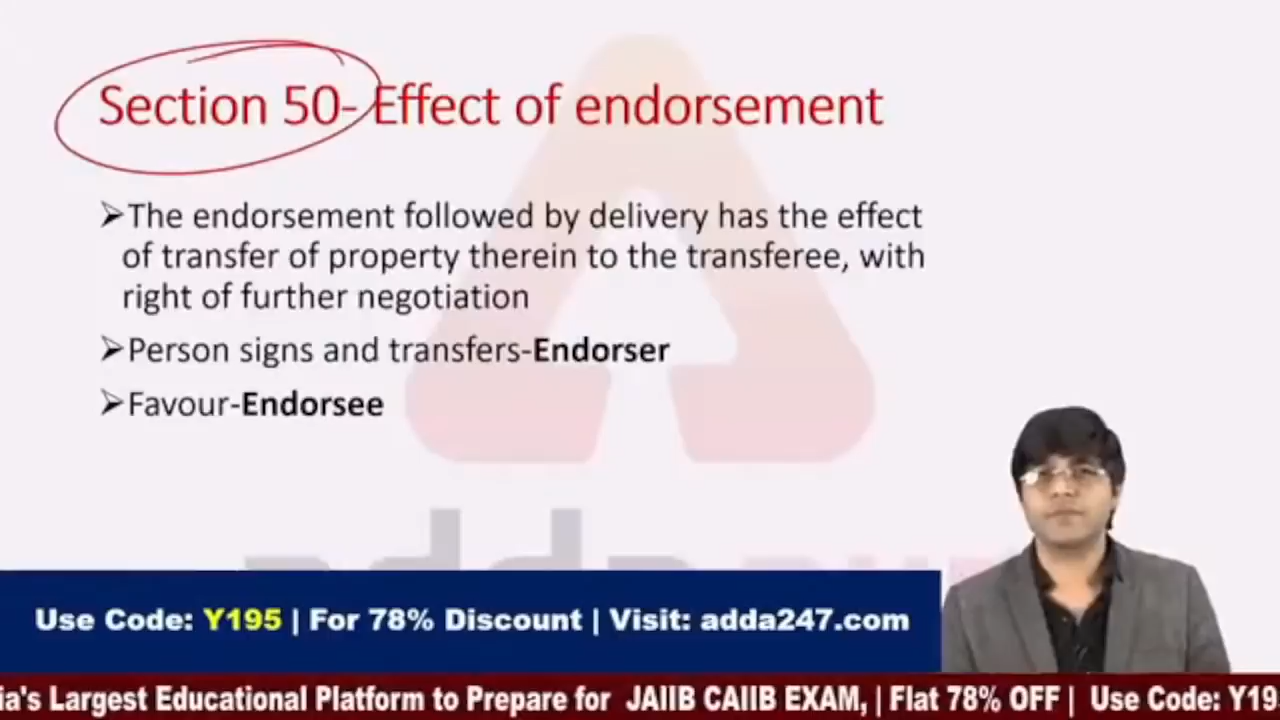 Section 50- Effect of endorsement
➢The endorsement followed by delivery has the effect
of transfer of property therein to the transferee, with
right of further negotiation
➢Person signs and transfers-Endorser
➢Favour-Endorsee
Use Code: Y195 | For 78% Discount | Visit: adda247.com
ia's Largest Educational Platform to Prepare for JAIIB CAIIB EXAM, | Flat 78% OFF | Use Code: Y19